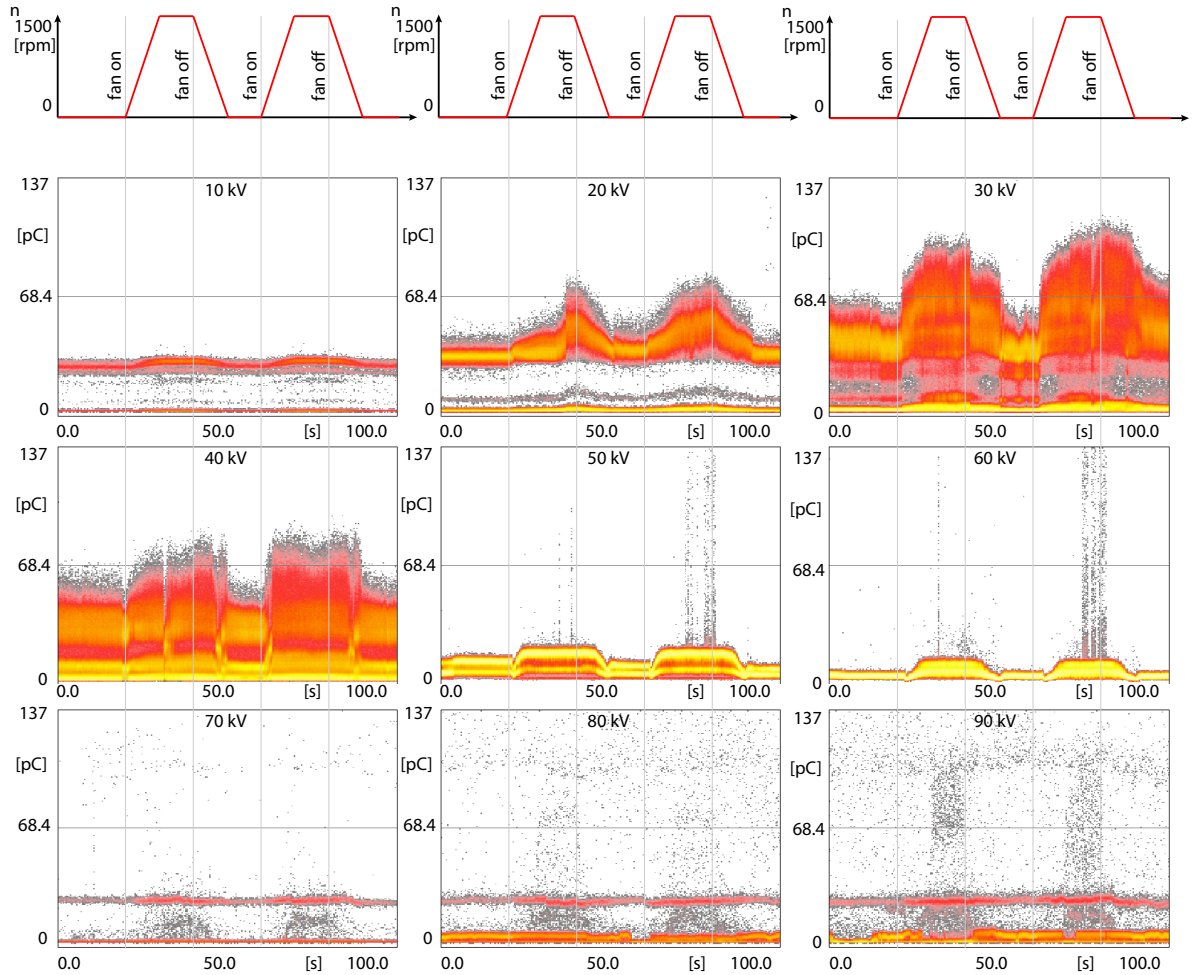 n n n
1500 1500 1500
[rpm] [rpm] [rpm]
fan on fan off fan on fan off fan on fan off fan on fan off fan on fan off fan on fan off
0 0 0
137 10 kV 137 20 kV 137 30 kV
[pC] [pC] [pC]
68.4 68.4 68.4
0 0 0
0.0 50.0 [s] 100.0 0.0 50.0 [s] 100.0 0.0 50.0 [s] 100.0
137 40 kV 137 50 kV 137 60 kV
[pC] [pC] [pC]
68.4 68.4 68.4
0 0 0
0.0 50.0 [s] 100.0 0.0 50.0 [s] 100.0 0.0 50.0 [s] 100.0
137 70 kV 137 80 kV 137 90 kV
[pC] [pC] [pC]
68.4 68.4 68.4
0 0 0
0.0 50.0 [s] 100.0 0.0 50.0 [s] 100.0 0.0 50.0 [s] 100.0